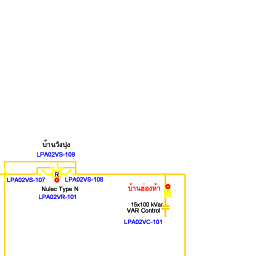 บ้านวังปุง
LPA02VS-109
R
LPA02VS-107
LPA02VS-108
Nulec Type N
LPA02VR-101
บ้านฮ่องห้า
15x100 kVar
VAR Control
LPA02VC-101